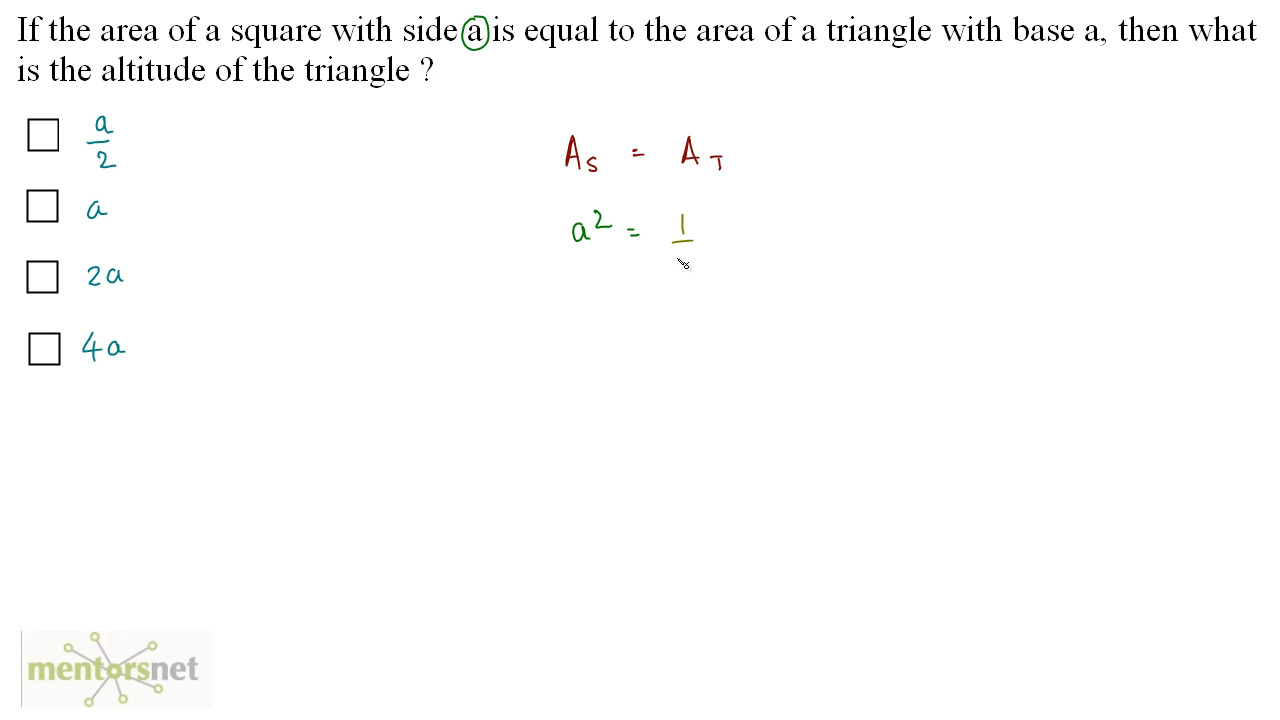 If the area of a square with side a is equal to the area of a triangle with base a, then what
is the altitude of the triangle ?
a/2
a
2a
4a
A_S = A_T
a² = 1
mentorsnet